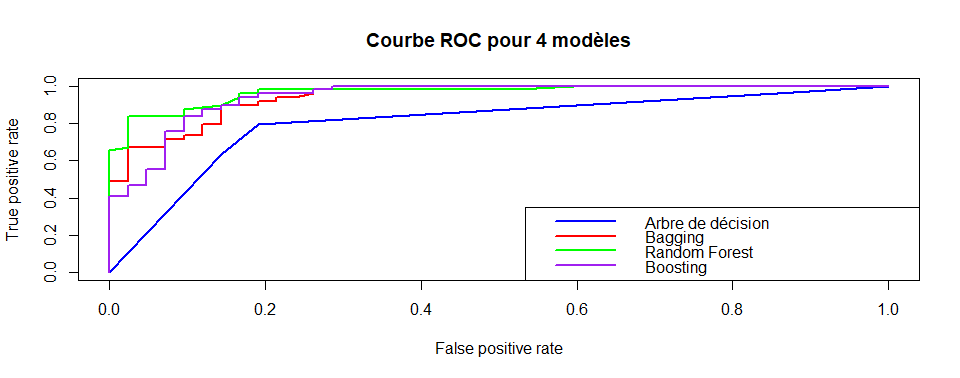 Courbe ROC pour 4 modèles
True positive rate
1.0
0.8
0.6
0.4
0.2
0.0
Arbre de décision
Bagging
Random Forest
Boosting
0.0 0.2 0.4 0.6 0.8 1.0
False positive rate